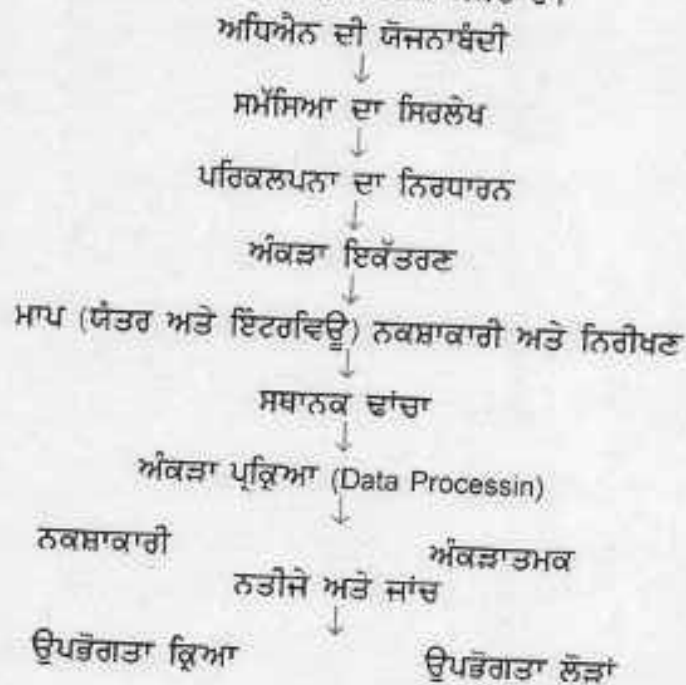 ਅਧਿਐਨ ਦੀ ਯੋਜਨਾਬੰਦੀ
↓
ਸਮੱਸਿਆ ਦਾ ਸਿਰਲੇਖ
↓
ਪਰਿਕਲਪਨਾ ਦਾ ਨਿਰਧਾਰਨ
↓
ਅੰਕੜਾ ਇਕੱਤਰਣ
↓
ਮਾਪ (ਯੰਤਰ ਅਤੇ ਇੰਟਰਵਿਊ) ਨਕਸ਼ਾਕਾਰੀ ਅਤੇ ਨਿਰੀਖਣ
↓
ਸਥਾਨਕ ਢਾਂਚਾ
↓
ਅੰਕੜਾ ਪ੍ਰਕ੍ਰਿਆ (Data Processin)
↓
ਨਕਸ਼ਾਕਾਰੀ ਅੰਕੜਾਤਮਕ
ਨਤੀਜੇ ਅਤੇ ਜਾਂਚ
↓
ਉਪਭੋਗਤਾ ਕ੍ਰਿਆ ਉਪਭੋਗਤਾ ਲੋੜਾਂ